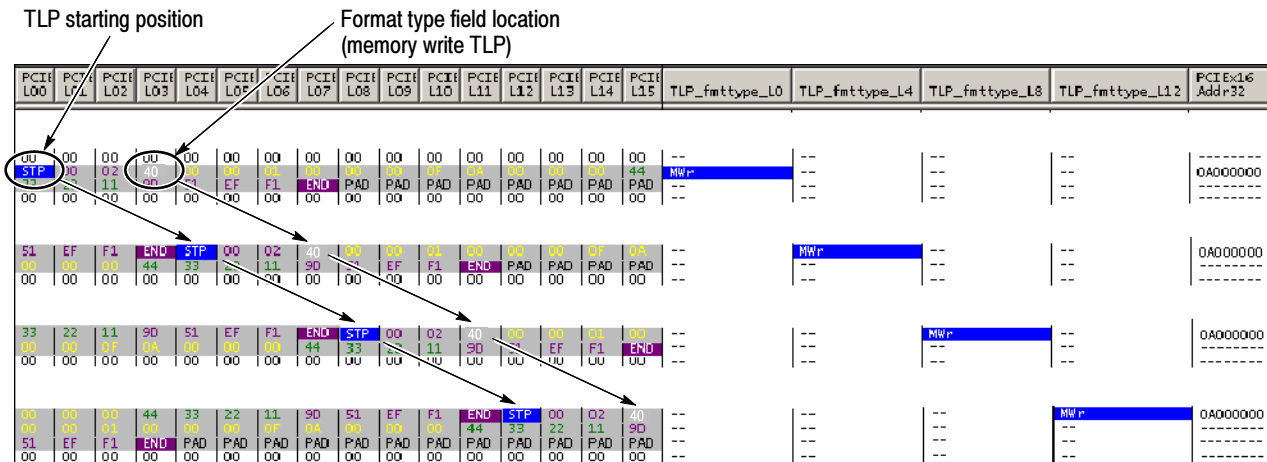 TLP starting position
Format type field location
(memory write TLP)
PCIE L00 PCIE L01 PCIE L02 PCIE L03 PCIE L04 PCIE L05 PCIE L06 PCIE L07 PCIE L08 PCIE L09 PCIE L10 PCIE L11 PCIE L12 PCIE L13 PCIE L14 PCIE L15 TLP_fmttype_L0 TLP_fmttype_L4 TLP_fmttype_L8 TLP_fmttype_L12 PCIEx16 Addr32
00 00 00 00 00 00 00 00 00 00 00 00 00 00 00 00 -- -- -- -- --------
STP 00 02 40 00 00 01 00 00 00 0F 0A 00 00 00 44 MWr -- -- -- 0A000000
33 22 11 9D 51 EF F1 END PAD PAD PAD PAD PAD PAD PAD PAD -- -- -- -- --------
00 00 00 00 00 00 00 00 00 00 00 00 00 00 00 00 -- -- -- -- --------
51 EF F1 END STP 00 02 40 00 00 01 00 00 00 0F 0A -- MWr -- -- 0A000000
00 00 00 44 33 22 11 9D 51 EF F1 END PAD PAD PAD PAD -- -- -- -- --------
00 00 00 00 00 00 00 00 00 00 00 00 00 00 00 00 -- -- -- -- --------
33 22 11 9D 51 EF F1 END STP 00 02 40 00 00 01 00 -- -- MWr -- 0A000000
00 00 0F 0A 00 00 00 44 33 22 11 9D 51 EF F1 END -- -- -- -- --------
00 00 00 00 00 00 00 00 00 00 00 00 00 00 00 00 -- -- -- -- --------
00 00 00 44 33 22 11 9D 51 EF F1 END STP 00 02 40 -- -- -- MWr 0A000000
00 00 01 00 00 00 0F 0A 00 00 00 44 33 22 11 9D -- -- -- -- --------
51 EF F1 END PAD PAD PAD PAD PAD PAD PAD PAD PAD PAD PAD PAD -- -- -- -- --------
00 00 00 00 00 00 00 00 00 00 00 00 00 00 00 00 -- -- -- -- --------